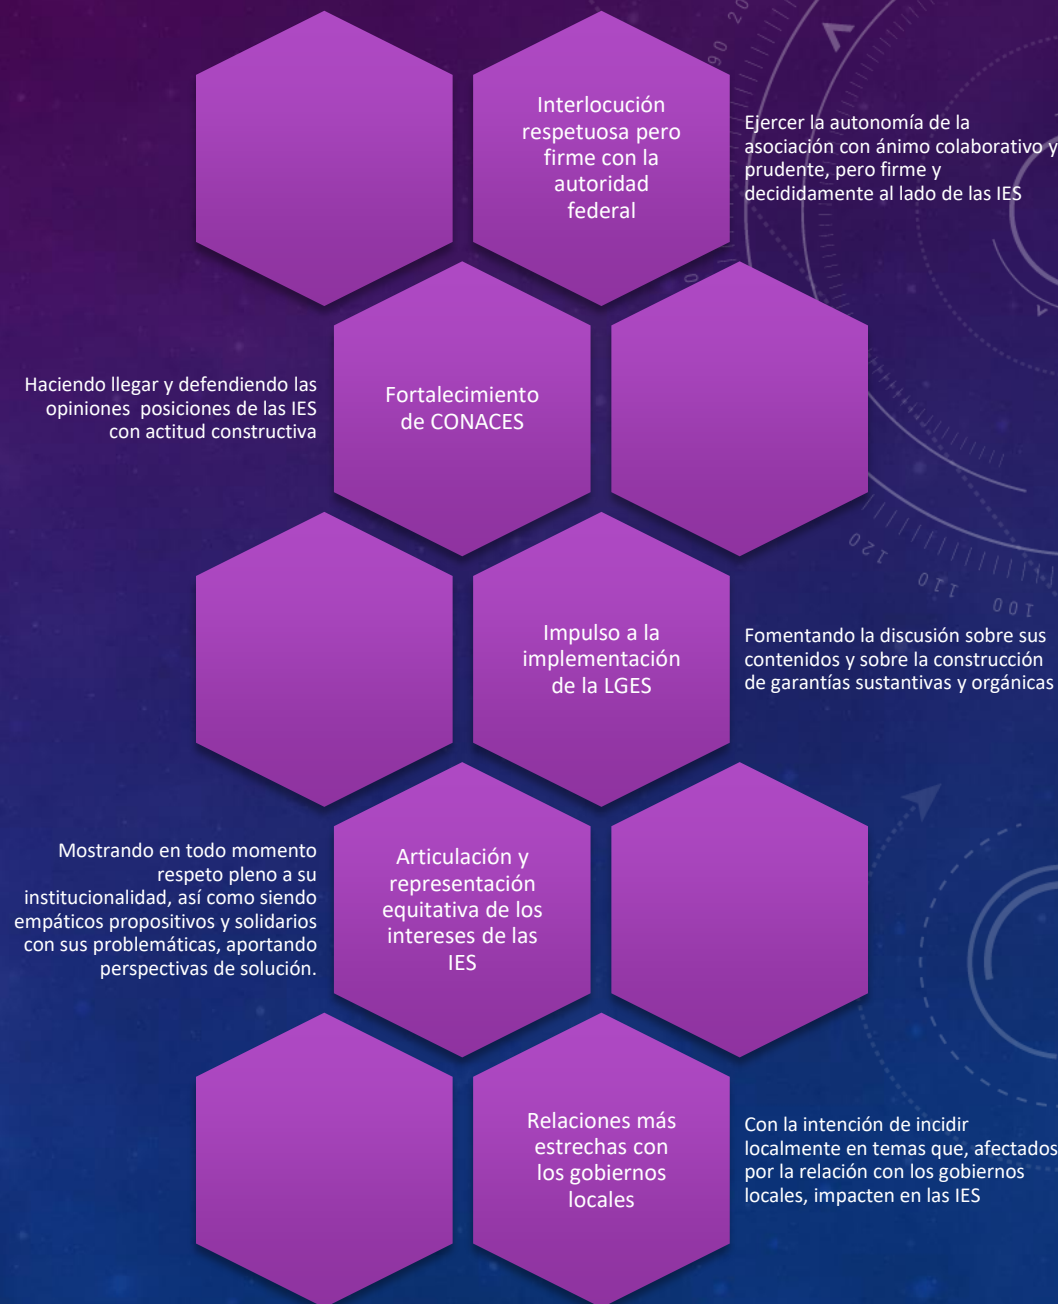 Interlocución
respetuosa pero
firme con la
autoridad
federal
Ejercer la autonomía de la
asociación con ánimo colaborativo y
prudente, pero firme y
decididamente al lado de las IES
Haciendo llegar y defendiendo las
opiniones posiciones de las IES
con actitud constructiva
Fortalecimiento
de CONACES
Impulso a la
implementación
de la LGES
Fomentando la discusión sobre sus
contenidos y sobre la construcción
de garantías sustantivas y orgánicas
Mostrando en todo momento
respeto pleno a su
institucionalidad, así como siendo
empáticos propositivos y solidarios
con sus problemáticas, aportando
perspectivas de solución.
Articulación y
representación
equitativa de los
intereses de las
IES
Relaciones más
estrechas con
los gobiernos
locales
Con la intención de incidir
localmente en temas que, afectados
por la relación con los gobiernos
locales, impacten en las IES
90
120
110
100